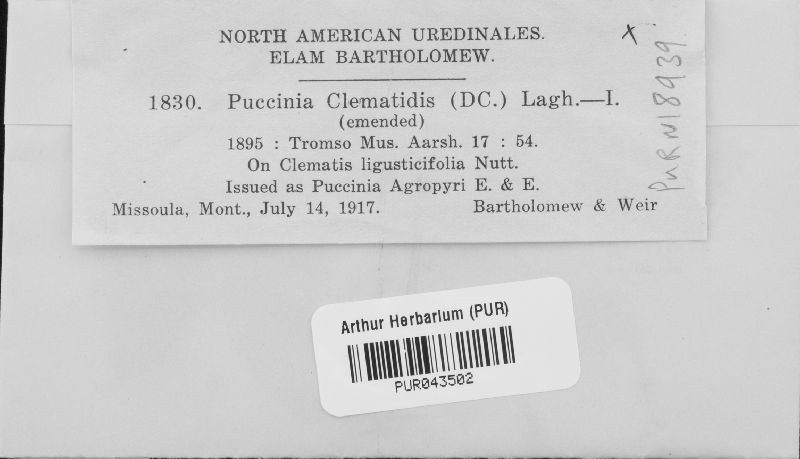 NORTH AMERICAN UREDINALES.
ELAM BARTHOLOMEW.
X
1830. Puccinia Clematidis (DC.) Lagh.—I.
(emended)
1895 : Tromso Mus. Aarsh. 17 : 54.
On Clematis ligusticifolia Nutt.
Issued as Puccinia Agropyri E. & E.
Missoula, Mont., July 14, 1917. Bartholomew & Weir
PUR N18939
Arthur Herbarium (PUR)
PUR043502